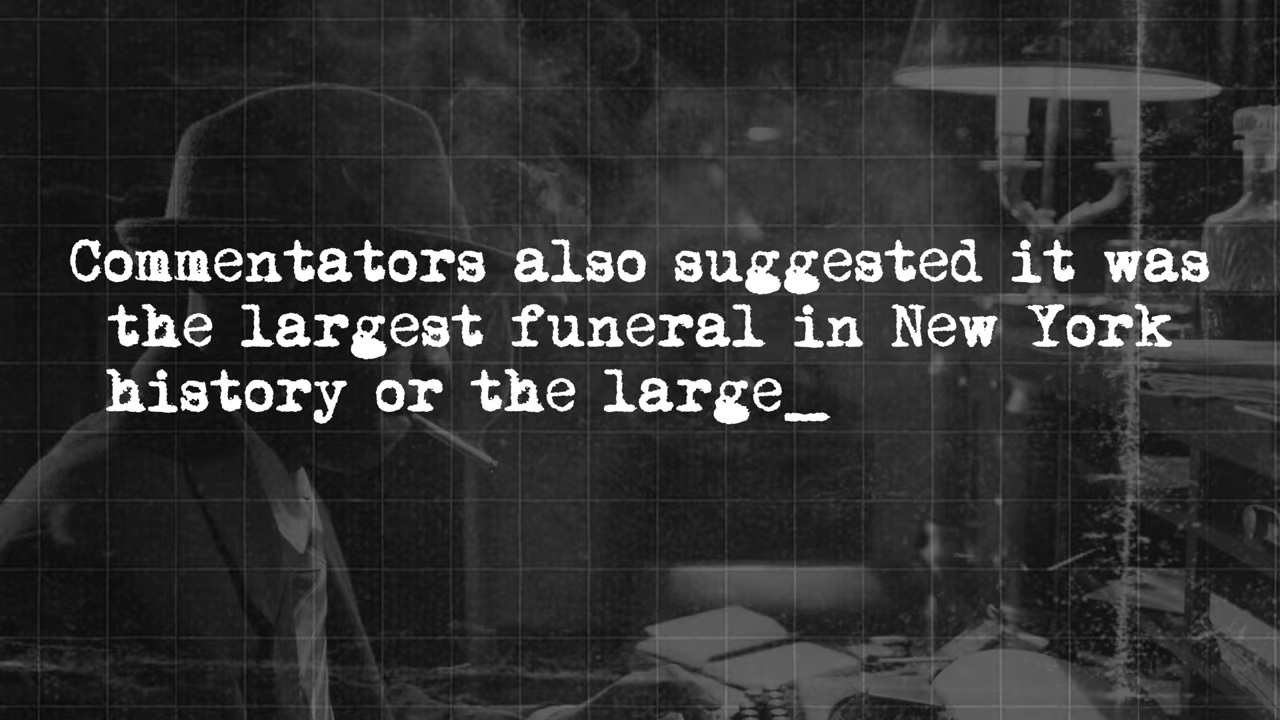 Commentators also suggested it was
the largest funeral in New York
history or the large_